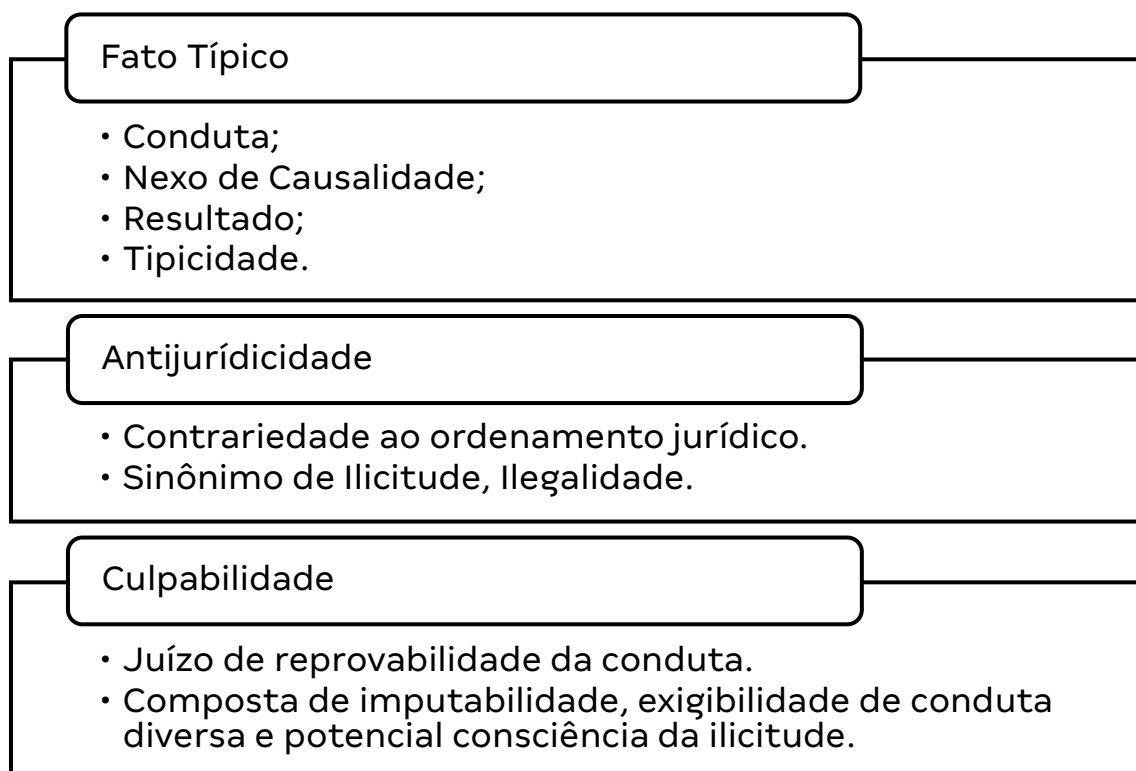 Fato Típico
• Conduta;
• Nexo de Causalidade;
• Resultado;
• Tipicidade.
Antijurídicidade
• Contrariedade ao ordenamento jurídico.
• Sinônimo de Ilicitude, Ilegalidade.
Culpabilidade
• Juízo de reprovabilidade da conduta.
• Composta de imputabilidade, exigibilidade de conduta
diversa e potencial consciência da ilicitude.